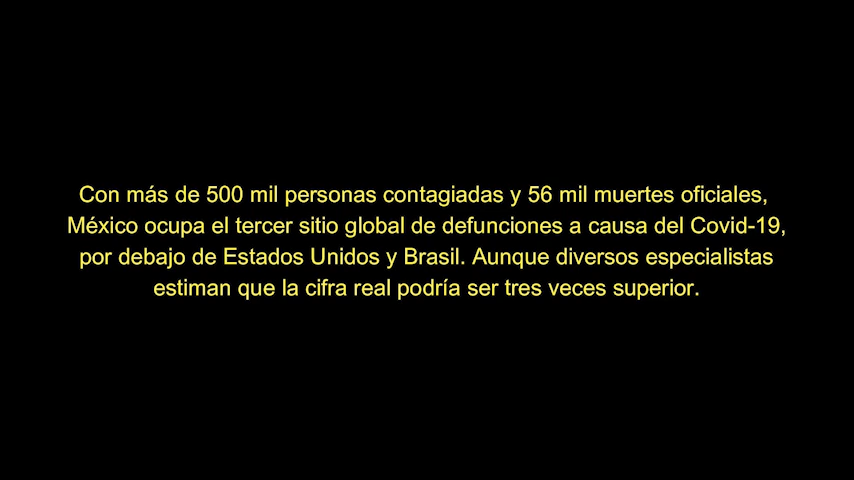 Con más de 500 mil personas contagiadas y 56 mil muertes oficiales,
México ocupa el tercer sitio global de defunciones a causa del Covid-19,
por debajo de Estados Unidos y Brasil. Aunque diversos especialistas
estiman que la cifra real podría ser tres veces superior.